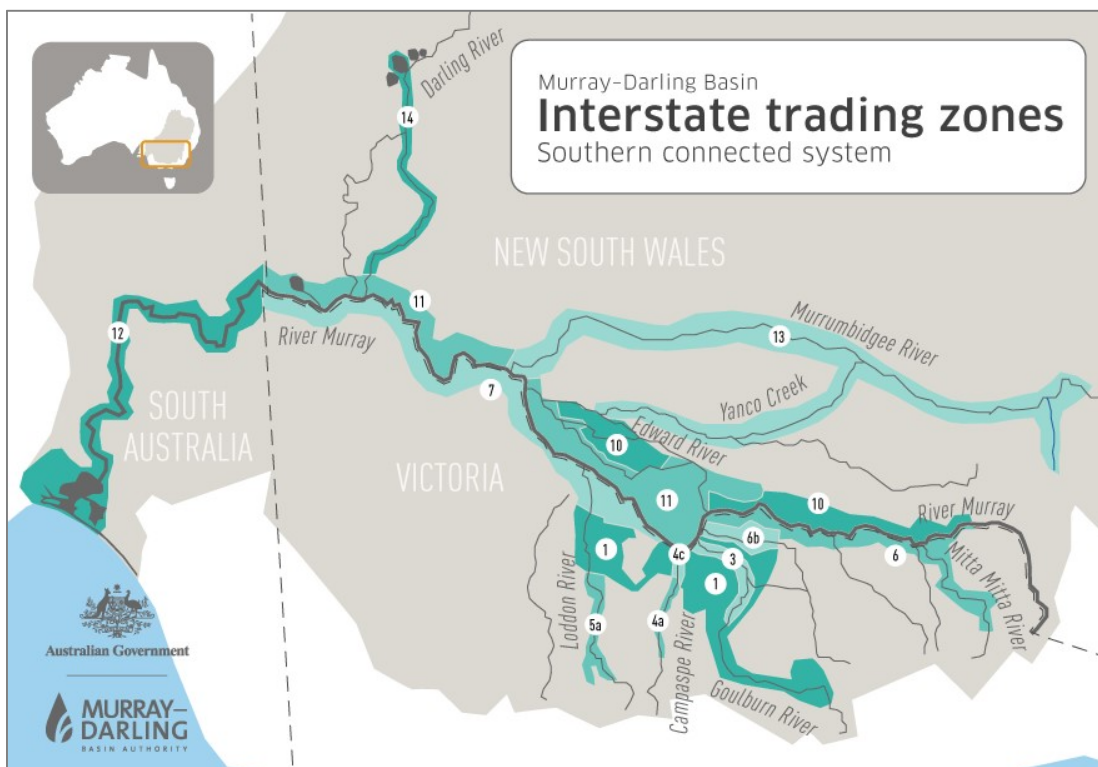 Murray–Darling Basin
Interstate trading zones
Southern connected system
Darling River
14
NEW SOUTH WALES
11
12
River Murray
13
Murrumbidgee River
7
Yanco Creek
SOUTH
AUSTRALIA
VICTORIA
10
Edward River
11
10
River Murray
1
4c
6b
3
6
1
Mitta Mitta River
Loddon River
5a
4a
Campaspe River
Goulburn River
Australian Government
MURRAY–
DARLING
BASIN AUTHORITY